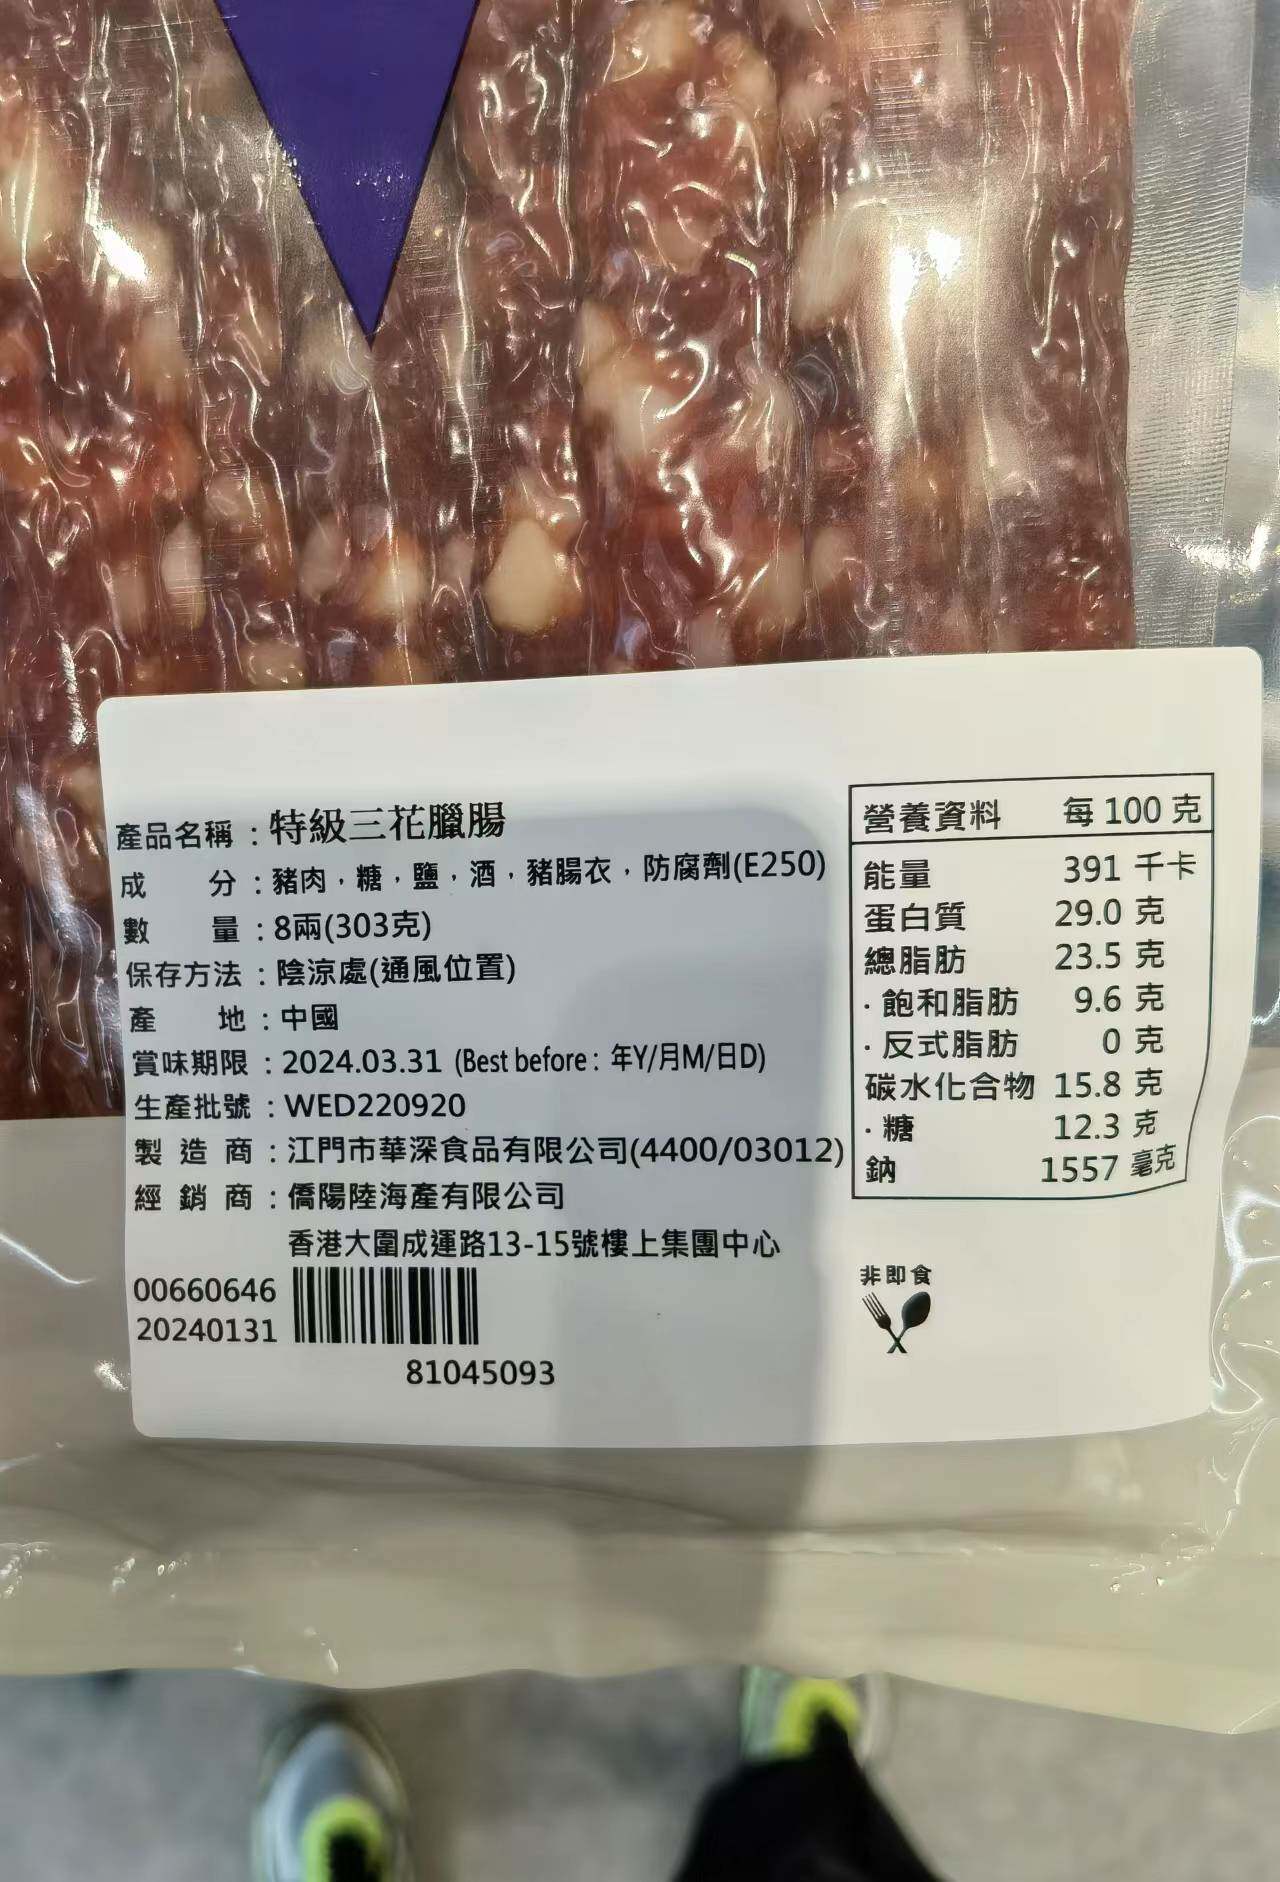 產品名稱：特級三花臘腸
成　　分：豬肉，糖，鹽，酒，豬腸衣，防腐劑(E250)
數　　量：8兩(303克)
保存方法：陰涼處(通風位置)
產　　地：中國
賞味期限：2024.03.31 (Best before : 年Y/月M/日D)
生產批號：WED220920
製 造 商：江門市華深食品有限公司(4400/03012)
經 銷 商：僑陽陸海產有限公司
香港大圍成運路13-15號樓上集團中心
00660646
20240131
81045093
營養資料 每 100 克
能量 391 千卡
蛋白質 29.0 克
總脂肪 23.5 克
· 飽和脂肪 9.6 克
· 反式脂肪 0 克
碳水化合物 15.8 克
· 糖 12.3 克
鈉 1557 毫克
非即食